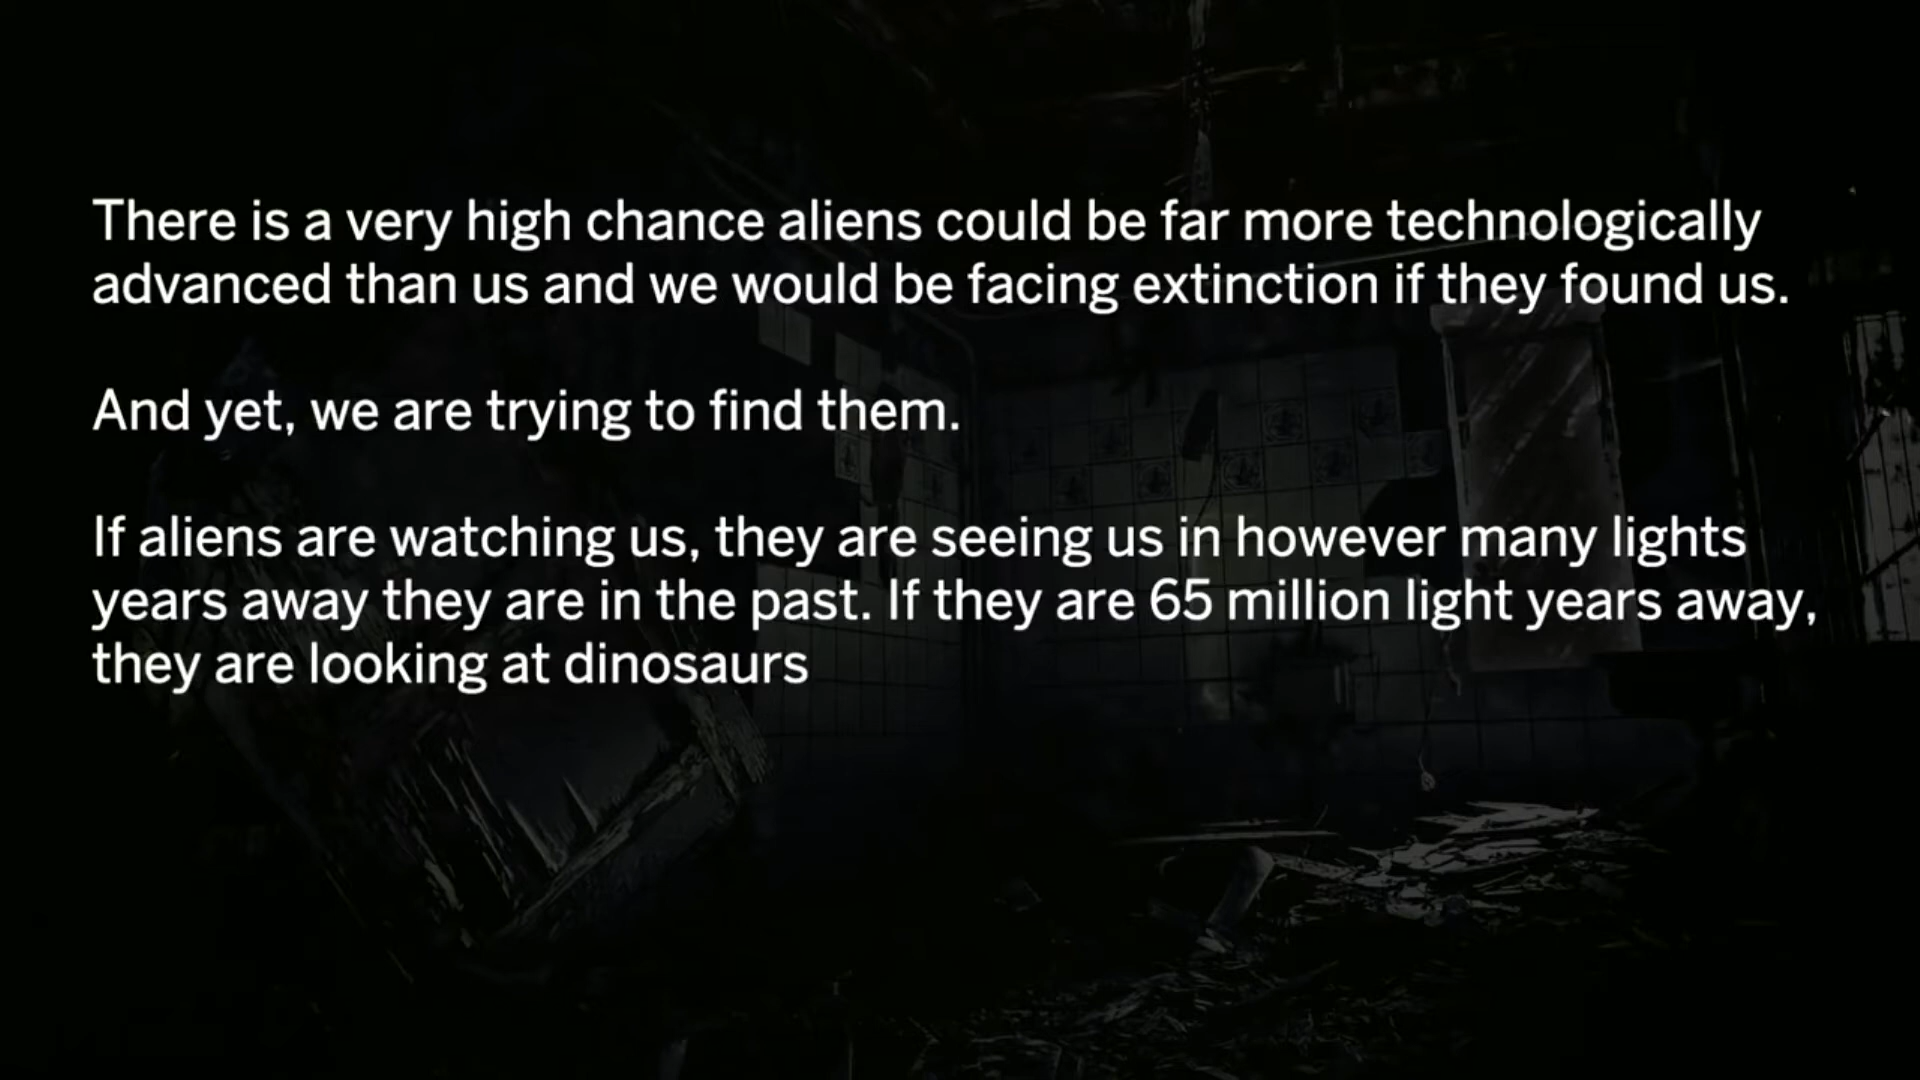 There is a very high chance aliens could be far more technologically
advanced than us and we would be facing extinction if they found us.
And yet, we are trying to find them.
If aliens are watching us, they are seeing us in however many lights
years away they are in the past. If they are 65 million light years away,
they are looking at dinosaurs